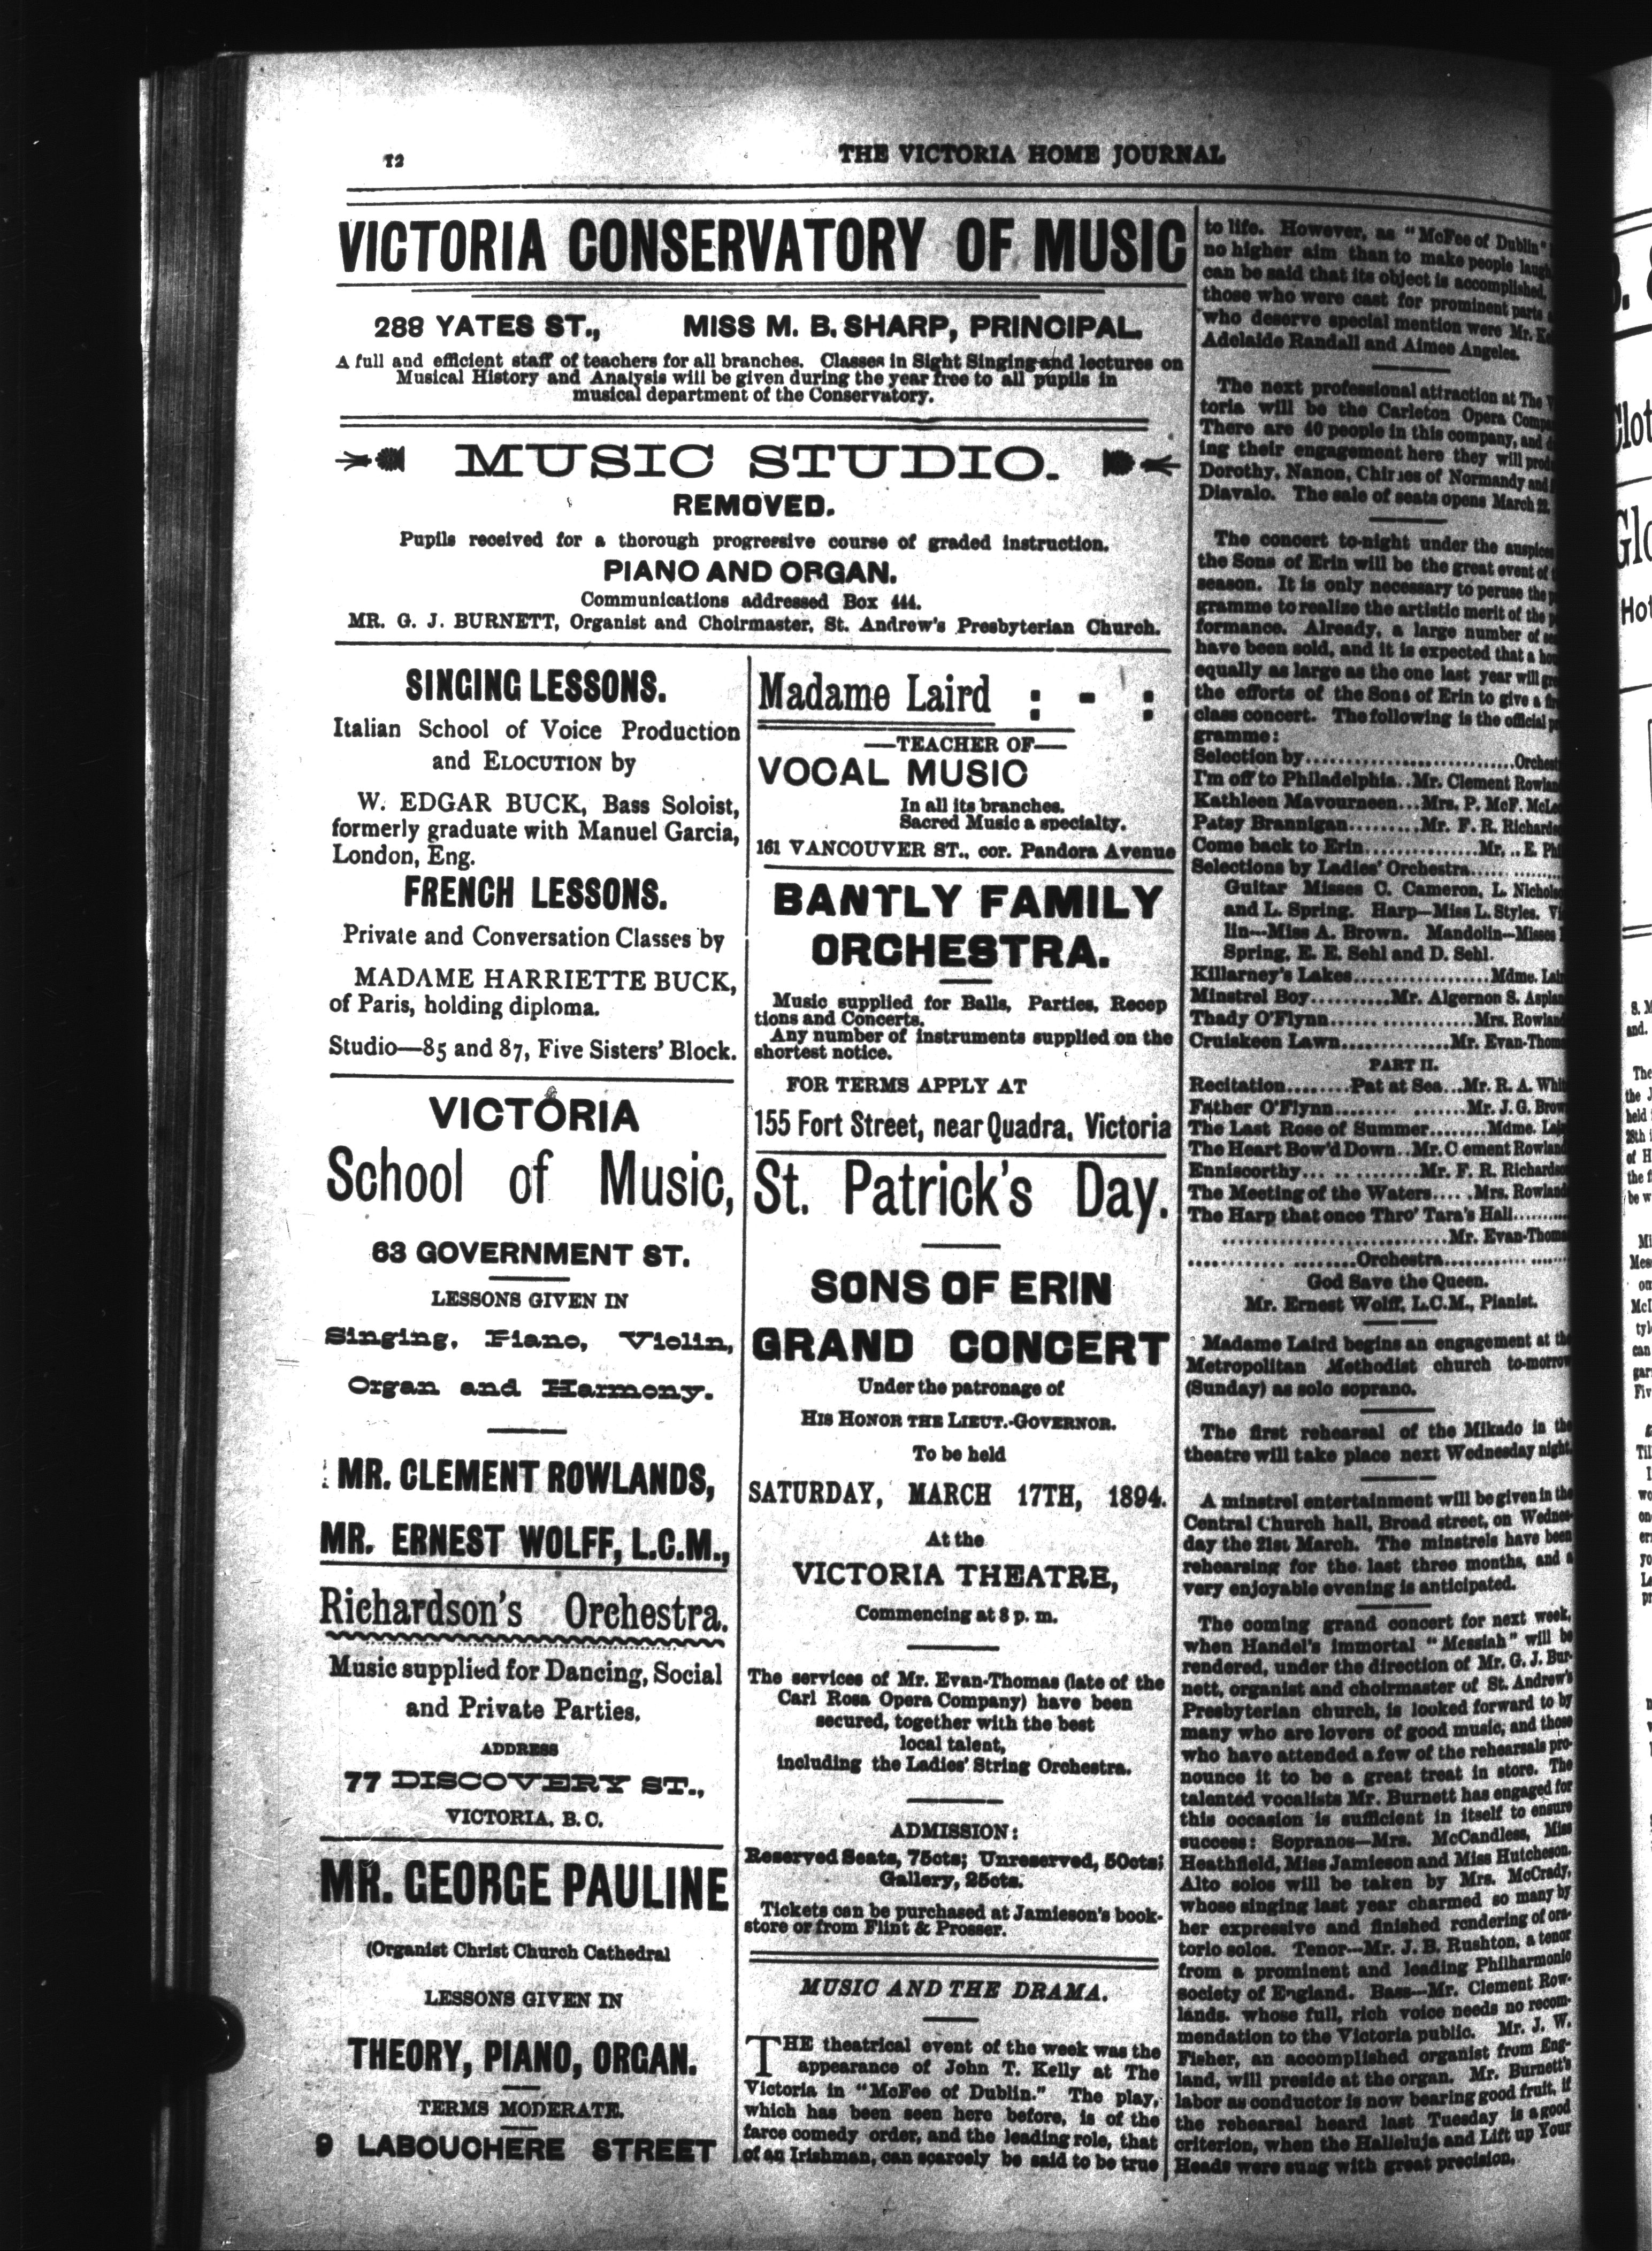 12
THE VICTORIA HOME JOURNAL
VICTORIA CONSERVATORY OF MUSIC
288 YATES ST., MISS M. B. SHARP, PRINCIPAL.
A full and efficient staff of teachers for all branches. Classes in Sight Singing and lectures on
Musical History and Analysis will be given during the year free to all pupils in
musical department of the Conservatory.
MUSIC STUDIO.
REMOVED.
Pupils received for a thorough progressive course of graded instruction.
PIANO AND ORGAN.
Communications addressed Box 444.
MR. G. J. BURNETT, Organist and Choirmaster, St. Andrew's Presbyterian Church.
SINGING LESSONS.
Italian School of Voice Production
and ELOCUTION by
W. EDGAR BUCK, Bass Soloist,
formerly graduate with Manuel Garcia,
London, Eng.
FRENCH LESSONS.
Private and Conversation Classes by
MADAME HARRIETTE BUCK,
of Paris, holding diploma.
Studio—85 and 87, Five Sisters' Block.
VICTORIA
School of Music,
63 GOVERNMENT ST.
LESSONS GIVEN IN
Singing, Piano, Violin,
Organ and Harmony.
MR. CLEMENT ROWLANDS,
MR. ERNEST WOLFF, L.C.M.,
Richardson's Orchestra.
Music supplied for Dancing, Social
and Private Parties.
ADDRESS
77 DISCOVERY ST.,
VICTORIA, B. C.
MR. GEORGE PAULINE
(Organist Christ Church Cathedral
LESSONS GIVEN IN
THEORY, PIANO, ORGAN.
TERMS MODERATE.
9 LABOUCHERE STREET
Madame Laird : - :
—TEACHER OF—
VOCAL MUSIC
In all its branches.
Sacred Music a specialty.
161 VANCOUVER ST., cor. Pandora Avenue
BANTLY FAMILY
ORCHESTRA.
Music supplied for Balls, Parties, Recep
tions and Concerts.
Any number of instruments supplied on the
shortest notice.
FOR TERMS APPLY AT
155 Fort Street, near Quadra, Victoria
St. Patrick's Day.
SONS OF ERIN
GRAND CONCERT
Under the patronage of
HIS HONOR THE LIEUT.-GOVERNOR.
To be held
SATURDAY, MARCH 17TH, 1894.
At the
VICTORIA THEATRE,
Commencing at 8 p. m.
The services of Mr. Evan-Thomas (late of the
Carl Rosa Opera Company) have been
secured, together with the best
local talent,
including the Ladies' String Orchestra.
ADMISSION:
Reserved Seats, 75cts; Unreserved, 50cts;
Gallery, 25cts.
Tickets can be purchased at Jamieson's book-
store or from Flint & Prosser.
MUSIC AND THE DRAMA.
THE theatrical event of the week was the
appearance of John T. Kelly at The
Victoria in "McFee of Dublin." The play,
which has been seen here before, is of the
farce comedy order, and the leading role, that
of an Irishman, can scarcely be said to be true
to life. However, as "McFee of Dublin"
no higher aim than to make people laugh
can be said that its object is accomplished,
those who were cast for prominent parts
who deserve special mention were Mr.
Adelaide Randall and Aimee Angeles.
The next professional attraction at The
toria will be the Carleton Opera
There are 40 people in this company, and
ing their engagement here they will
Dorothy, Nanon, Chimes of Normandy and
Diavalo. The sale of seats opens March 22.
The concert to-night under the auspices
the Sons of Erin will be the great event of
season. It is only necessary to peruse the
gramme to realize the artistic merit of the
formance. Already, a large number of
have been sold, and it is expected that a
equally as large as the one last year will
the efforts of the Sons of Erin to give a
class concert. The following is the official
gramme:
Selection by..............................Orchest
I'm off to Philadelphia..Mr. Clement Rowlan
Kathleen Mavourneen...Mrs. P. McF. McL
Patsy Brannigan.........Mr. F. R. Richards
Come back to Erin...............Mr. .. E. Ph
Selections by Ladies' Orchestra..... .........
Guitar Misses C. Cameron, L. Nichols
and L. Spring. Harp—Miss L. Styles. Vi
lin—Miss A. Brown. Mandolin—Misses
Spring, E. E. Sehl and D. Sehl.
Killarney's Lakes..................Mdme. Lai
Minstrel Boy..........Mr. Algernon S. Aspla
Thady O'Flynn...................Mrs. Rowlan
Cruiskeen Lawn..............Mr. Evan-Thom
PART II.
Recitation........Pat at Sea...Mr. R. A. Whi
Father O'Flynn........ .......Mr. J. G. Brow
The Last Rose of Summer........Mdme. Lai
The Heart Bow'd Down..Mr. C ement Rowland
Enniscorthy... .. ..........Mr. F. R. Richardso
The Meeting of the Waters..... .Mrs. Rowland
The Harp that once Thro' Tara's Hall..........
..............................Mr. Evan-Thoma
............. .........Orchestra...................
God Save the Queen.
Mr. Ernest Wolff, L.C.M., Pianist.
Madame Laird begins an engagement at the
Metropolitan Methodist church to-morrow
(Sunday) as solo soprano.
The first rehearsal of the Mikado in the
theatre will take place next Wednesday night.
A minstrel entertainment will be given in the
Central Church hall, Broad street, on Wednes-
day the 21st March. The minstrels have been
rehearsing for the last three months, and a
very enjoyable evening is anticipated.
The coming grand concert for next week,
when Handel's immortal "Messiah" will be
rendered, under the direction of Mr. G. J. Bur-
nett, organist and choirmaster of St. Andrew's
Presbyterian church, is looked forward to by
many who are lovers of good music, and those
who have attended a few of the rehearsals pro-
nounce it to be a great treat in store. The
talented vocalists Mr. Burnett has engaged for
this occasion is sufficient in itself to ensure
success: Sopranos—Mrs. McCandless, Miss
Heathfield, Miss Jamieson and Miss Hutcheson.
Alto solos will be taken by Mrs. McCrady,
whose singing last year charmed so many by
her expressive and finished rendering of ora-
torio solos. Tenor—Mr. J. B. Rushton, a tenor
from a prominent and leading Philharmonic
society of England. Bass—Mr. Clement Row-
lands, whose full, rich voice needs no recom-
mendation to the Victoria public. Mr. J. W.
Fisher, an accomplished organist from Eng-
land, will preside at the organ. Mr. Burnett's
labor as conductor is now bearing good fruit, if
the rehearsal heard last Tuesday is a good
criterion, when the Halleluja and Lift up Your
Heads were sung with great precision.